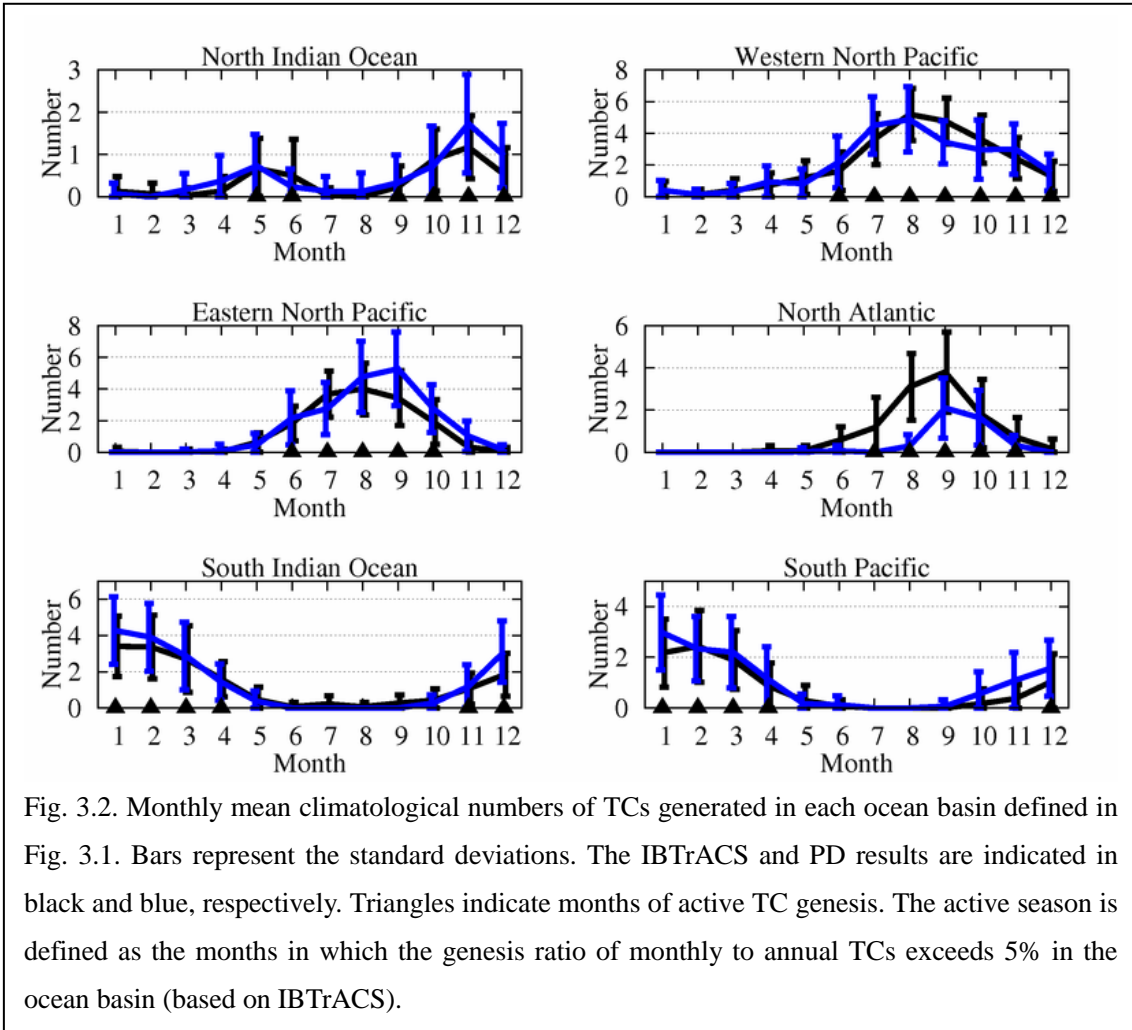 North Indian Ocean
3
2
1
0
Number
1 2 3 4 5 6 7 8 9 10 11 12
Month
Western North Pacific
8
6
4
2
0
Number
1 2 3 4 5 6 7 8 9 10 11 12
Month
Eastern North Pacific
8
6
4
2
0
Number
1 2 3 4 5 6 7 8 9 10 11 12
Month
North Atlantic
6
4
2
0
Number
1 2 3 4 5 6 7 8 9 10 11 12
Month
South Indian Ocean
6
4
2
0
Number
1 2 3 4 5 6 7 8 9 10 11 12
Month
South Pacific
4
2
0
Number
1 2 3 4 5 6 7 8 9 10 11 12
Month
Fig. 3.2. Monthly mean climatological numbers of TCs generated in each ocean basin defined in
Fig. 3.1. Bars represent the standard deviations. The IBTrACS and PD results are indicated in
black and blue, respectively. Triangles indicate months of active TC genesis. The active season is
defined as the months in which the genesis ratio of monthly to annual TCs exceeds 5% in the
ocean basin (based on IBTrACS).